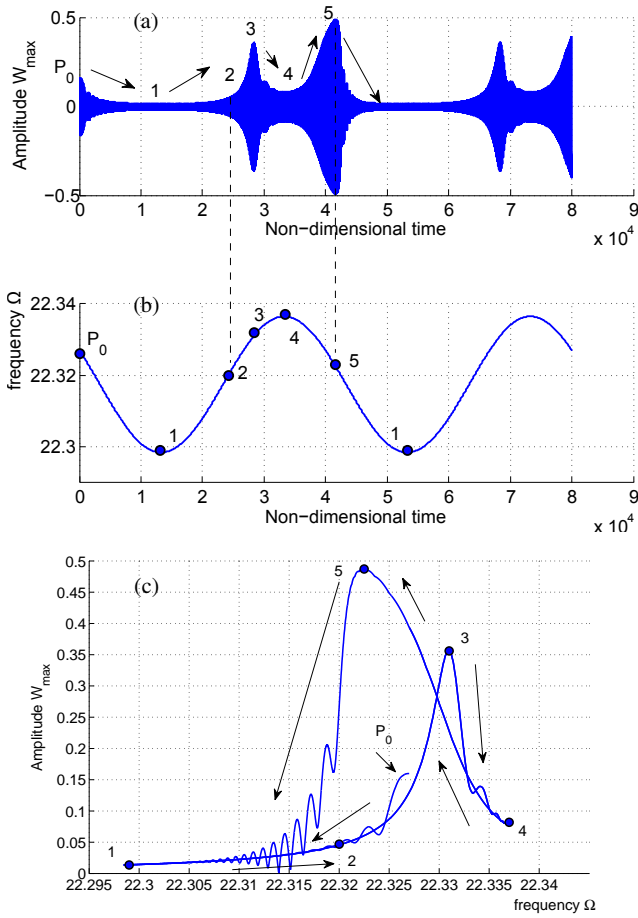 (a)
0.5
0
−0.5
Amplitude W_max
P_0
1
2
3
4
5
0 1 2 3 4 5 6 7 8 9
Non−dimensional time
x 10^4
(b)
22.34
22.32
22.3
frequency Ω
P_0
1
2
3
4
5
1
0 1 2 3 4 5 6 7 8 9
Non−dimensional time
x 10^4
(c)
0.5
0.45
0.4
0.35
0.3
0.25
0.2
0.15
0.1
0.05
0
Amplitude W_max
5
3
P_0
4
1
2
22.295 22.3 22.305 22.31 22.315 22.32 22.325 22.33 22.335 22.34
frequency Ω